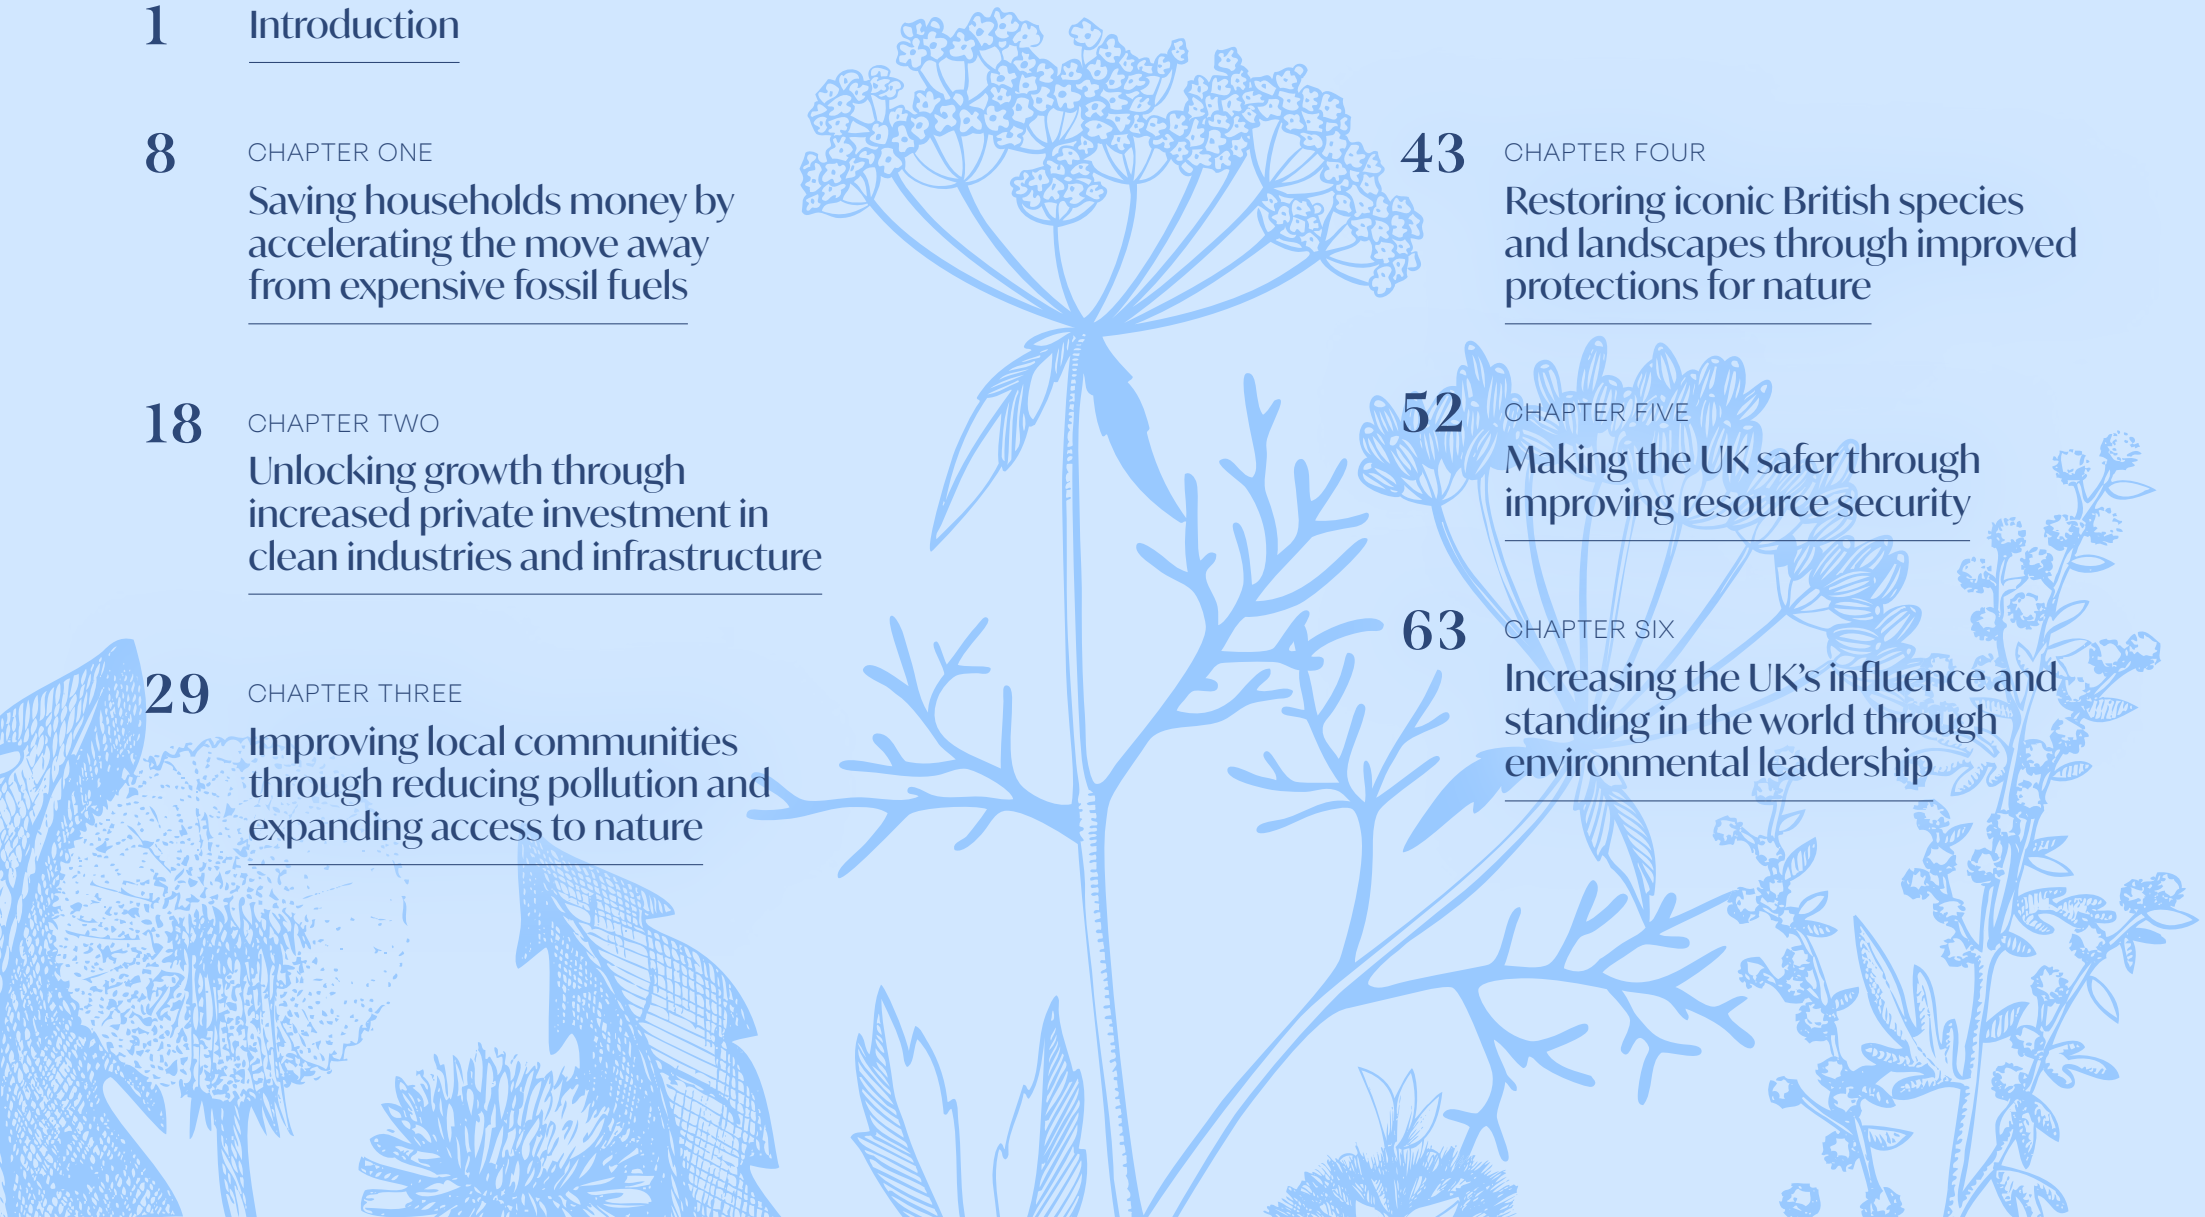 1 Introduction
8 CHAPTER ONE
Saving households money by
accelerating the move away
from expensive fossil fuels
18 CHAPTER TWO
Unlocking growth through
increased private investment in
clean industries and infrastructure
29 CHAPTER THREE
Improving local communities
through reducing pollution and
expanding access to nature
43 CHAPTER FOUR
Restoring iconic British species
and landscapes through improved
protections for nature
52 CHAPTER FIVE
Making the UK safer through
improving resource security
63 CHAPTER SIX
Increasing the UK’s influence and
standing in the world through
environmental leadership